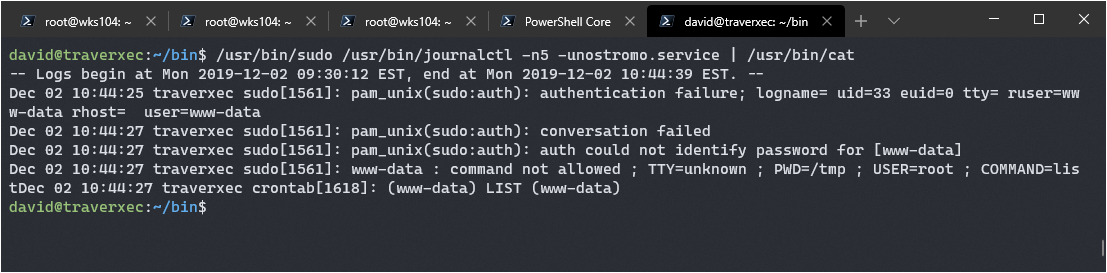 root@wks104: ~
root@wks104: ~
root@wks104: ~
PowerShell Core
david@traverxec: ~/bin
david@traverxec:~/bin$ /usr/bin/sudo /usr/bin/journalctl -n5 -unostromo.service | /usr/bin/cat
-- Logs begin at Mon 2019-12-02 09:30:12 EST, end at Mon 2019-12-02 10:44:39 EST. --
Dec 02 10:44:25 traverxec sudo[1561]: pam_unix(sudo:auth): authentication failure; logname= uid=33 euid=0 tty= ruser=ww
w-data rhost=  user=www-data
Dec 02 10:44:27 traverxec sudo[1561]: pam_unix(sudo:auth): conversation failed
Dec 02 10:44:27 traverxec sudo[1561]: pam_unix(sudo:auth): auth could not identify password for [www-data]
Dec 02 10:44:27 traverxec sudo[1561]: www-data : command not allowed ; TTY=unknown ; PWD=/tmp ; USER=root ; COMMAND=lis
tDec 02 10:44:27 traverxec crontab[1618]: (www-data) LIST (www-data)
david@traverxec:~/bin$